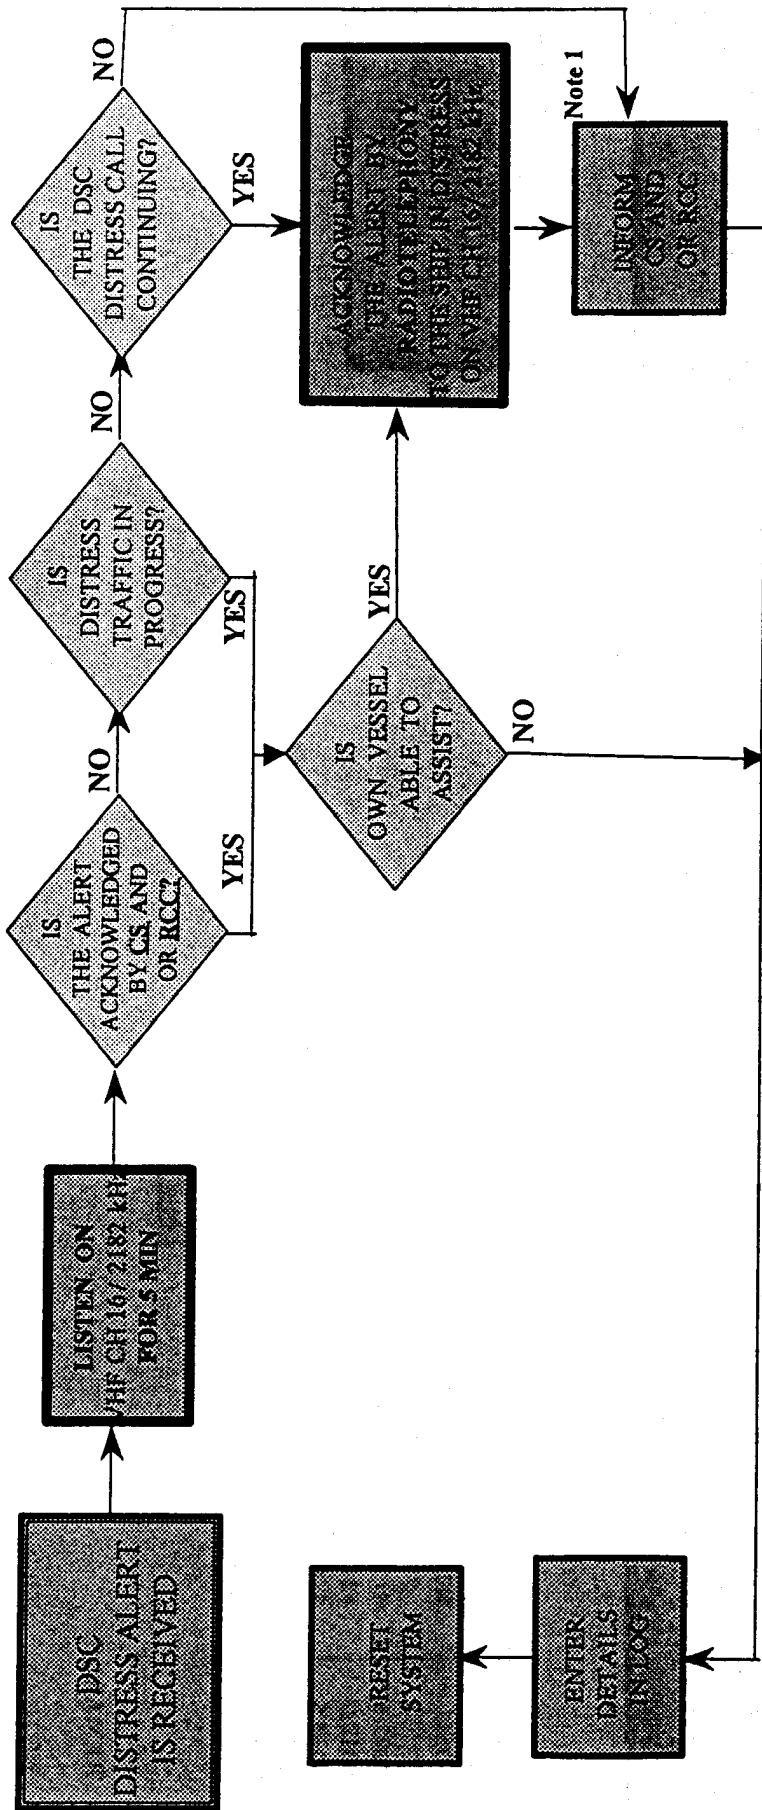 DSC
DISTRESS ALERT
IS RECEIVED
LISTEN ON
VHF CH 16/ 2182 kHz
FOR 5 MIN
IS
THE ALERT
ACKNOWLEDGED
BY CS AND
OR RCC?
NO
YES
IS
DISTRESS
TRAFFIC IN
PROGRESS?
NO
YES
IS
THE DSC
DISTRESS CALL
CONTINUING?
NO
YES
IS
OWN VESSEL
ABLE TO
ASSIST?
YES
NO
ACKNOWLEDGE
THE ALERT BY
RADIOTELEPHONY
TO THE SHIP IN DISTRESS
ON VHF CH 16/ 2182 kHz
Note 1
INFORM
CS AND
OR RCC
RESET
SYSTEM
ENTER
DETAILS
IN LOG